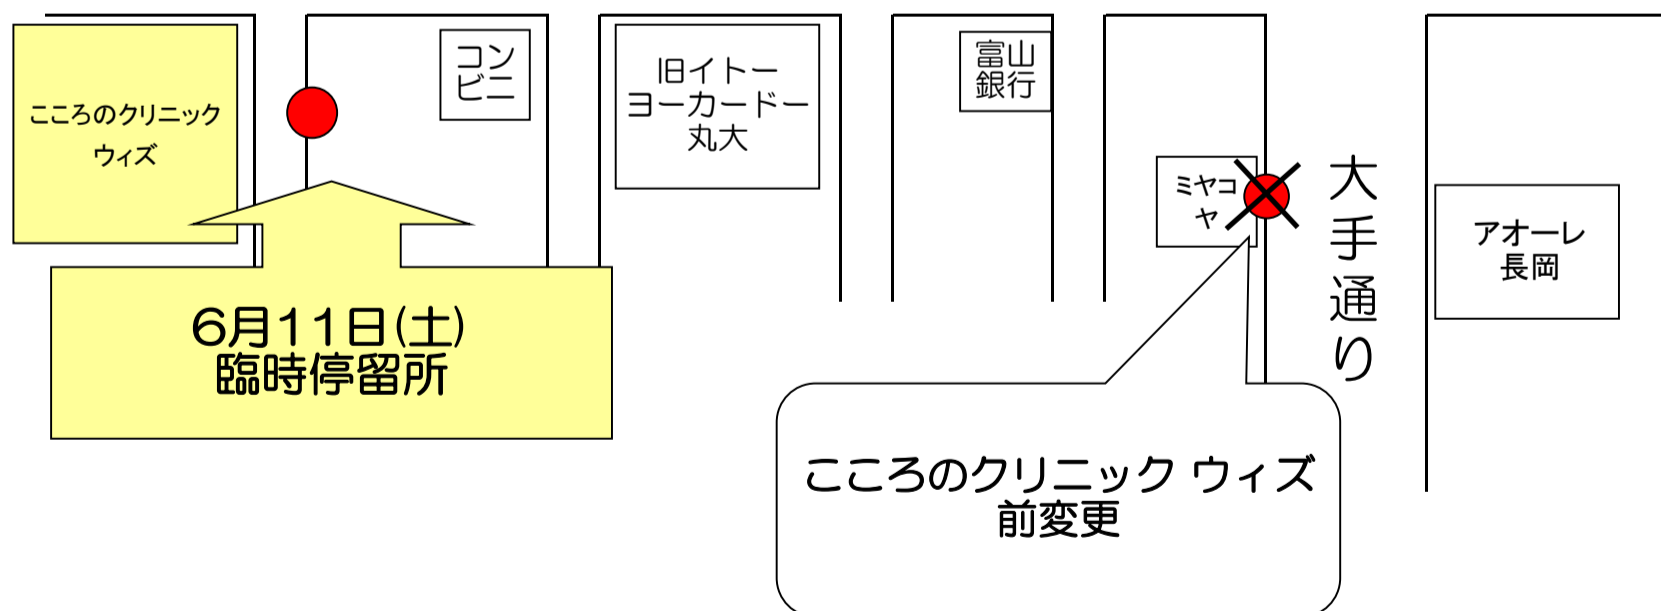 こころのクリニック
ウィズ
コン
ビニ
旧イトー
ヨーカードー
丸大
富山
銀行
ミヤコ
ヤ
大手通り
アオーレ
長岡
6月11日(土)
臨時停留所
こころのクリニック ウィズ
前変更